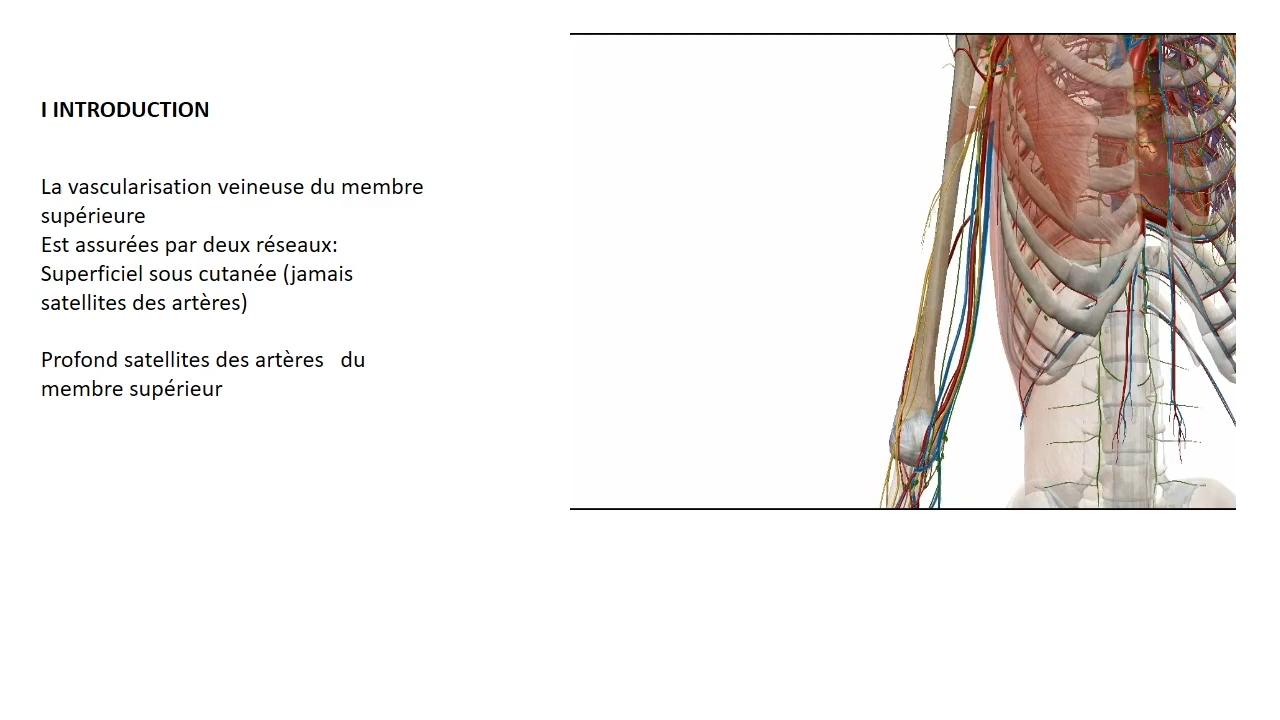 I INTRODUCTION
La vascularisation veineuse du membre
supérieure
Est assurées par deux réseaux:
Superficiel sous cutanée (jamais
satellites des artères)
Profond satellites des artères   du
membre supérieur